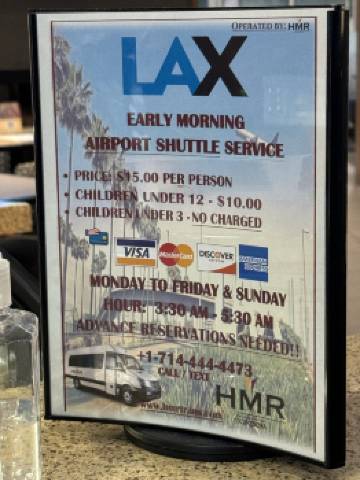 OPERATED BY: HMR
LAX
EARLY MORNING
AIRPORT SHUTTLE SERVICE
• PRICE: $15.00 PER PERSON
• CHILDREN UNDER 12 - $10.00
• CHILDREN UNDER 3 - NO CHARGED
VISA MasterCard DISCOVER AMERICAN EXPRESS
MONDAY TO FRIDAY & SUNDAY
HOUR: 3:30 AM - 5:30 AM
ADVANCE RESERVATIONS NEEDED!!
+1-714-444-4473
CALL / TEXT
HMR